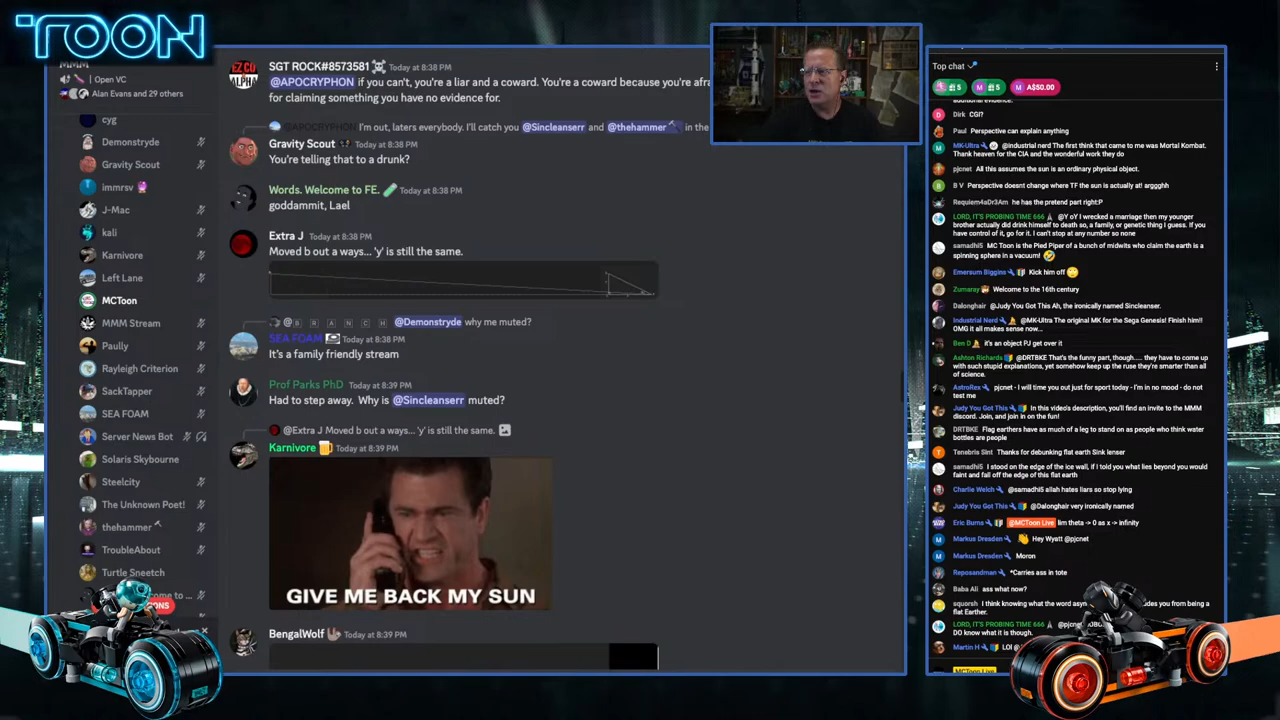 TOON
MMM
Open VC
Alan Evans and 29 others
cyg
Demonstryde
Gravity Scout
immrsv
J-Mac
kali
Karnivore
Left Lane
MCToon
MMM Stream
Paully
Rayleigh Criterion
SackTapper
SEA FOAM
Server News Bot
Solaris Skybourne
Steelcity
The Unknown Poet!
thehammer
TroubleAbout
Turtle Sneetch
SGT ROCK#8573581 Today at 8:38 PM
@APOCRYPHON if you can't, you're a liar and a coward. You're a coward because you're afra
for claiming something you have no evidence for.
@APOCRYPHON I'm out, laters everybody. I'll catch you @Sincleanserr and @thehammer in the
Gravity Scout Today at 8:38 PM
You're telling that to a drunk?
Words. Welcome to FE. Today at 8:38 PM
goddammit, Lael
Extra J Today at 8:38 PM
Moved b out a ways... 'y' is still the same.
@ B R A N C H @Demonstryde why me muted?
SEA FOAM Today at 8:38 PM
It's a family friendly stream
Prof Parks PhD Today at 8:39 PM
Had to step away. Why is @Sincleanserr muted?
@Extra J Moved b out a ways... 'y' is still the same.
Karnivore Today at 8:39 PM
GIVE ME BACK MY SUN
BengalWolf Today at 8:39 PM
Top chat
5 M 5 M A$50.00
additional evidence.
D Dirk CGI?
Paul Perspective can explain anything
M MK-Ultra @industrial nerd The first think that came to me was Mortal Kombat.
Thank heaven for the CIA and the wonderful work they do
pjcnet All this assumes the sun is an ordinary physical object.
B B V Perspective doesnt change where TF the sun is actually at! argggh
Requiem4aDr3Am he has the pretend part right:P
LORD, IT'S PROBING TIME 666 @Y oY I wrecked a marriage then my younger
brother actually did drink himself to death so, a family, or genetic thing I guess. If you
have control of it, go for it. I can't stop at any number so none
samadhi5 MC Toon is the Pied Piper of a bunch of midwits who claim the earth is a
spinning sphere in a vacuum!
Emersum Biggins Kick him off
Zumaray Welcome to the 16th century
Dalonghair @Judy You Got This Ah, the ironically named Sincleanser.
Industrial Nerd @MK-Ultra The original MK for the Sega Genesis! Finish him!!
OMG it all makes sense now...
Ben D it's an object PJ get over it
Ashton Richards @DRTBKE That's the funny part, though..... they have to come up
with such stupid explanations, yet somehow keep up the ruse they're smarter than all
of science.
AstroRex pjcnet - I will time you out just for sport today - I'm in no mood - do not
test me
Judy You Got This In this video's description, you'll find an invite to the MMM
discord. Join, and join in on the fun!
DRTBKE Flag earthers have as much of a leg to stand on as people who think water
bottles are people
T Tenebris Sint Thanks for debunking flat earth Sink lenser
samadhi5 I stood on the edge of the ice wall, if I told you what lies beyond you would
faint and fall off the edge of this flat earth
Charlie Welch @samadhi5 allah hates liars so stop lying
Judy You Got This @Dalonghair very ironically named
Eric Burns @MCToon Live lim theta -> 0 as x -> infinity
M Markus Dresden Hey Wyatt @pjcnet
M Markus Dresden Moron
Reposandman *Carries ass in tote
Baba Ali ass what now?
squorsh I think knowing what the word asy
des you from being a
flat Earther.
LORD, IT'S PROBING TIME 666 @pjcn
DO know what it is though.
Martin H LOl @
MCToon Live